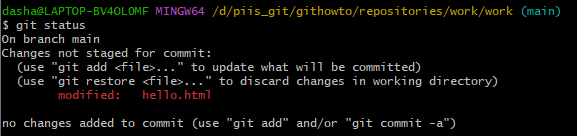 dasha@LAPTOP-BV4OLOMF MINGW64 /d/piis_git/githowto/repositories/work/work (main)
$ git status
On branch main
Changes not staged for commit:
  (use "git add <file>..." to update what will be committed)
  (use "git restore <file>..." to discard changes in working directory)
        modified:   hello.html

no changes added to commit (use "git add" and/or "git commit -a")